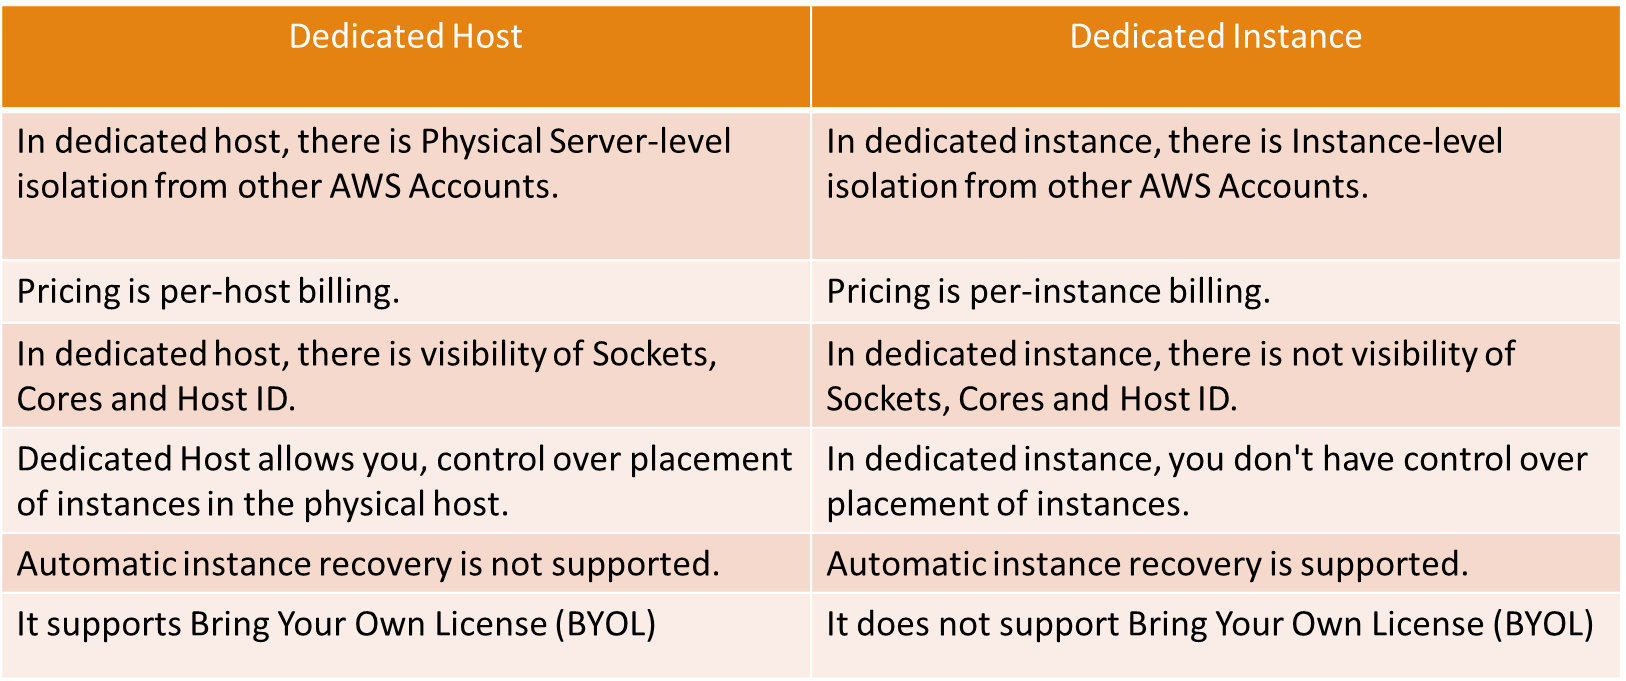 Dedicated Host
Dedicated Instance
In dedicated host, there is Physical Server-level
isolation from other AWS Accounts.
In dedicated instance, there is Instance-level
isolation from other AWS Accounts.
Pricing is per-host billing.
Pricing is per-instance billing.
In dedicated host, there is visibility of Sockets,
Cores and Host ID.
In dedicated instance, there is not visibility of
Sockets, Cores and Host ID.
Dedicated Host allows you, control over placement
of instances in the physical host.
In dedicated instance, you don't have control over
placement of instances.
Automatic instance recovery is not supported.
Automatic instance recovery is supported.
It supports Bring Your Own License (BYOL)
It does not support Bring Your Own License (BYOL)